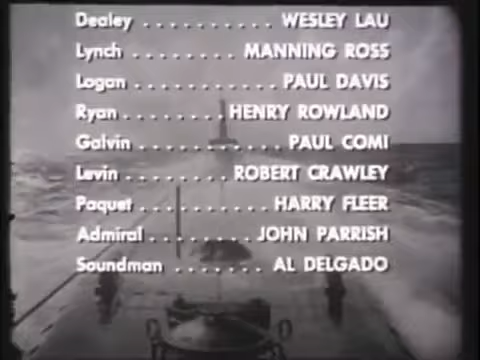 Dealey . . . . . . . . . . WESLEY LAU
Lynch . . . . . . . . MANNING ROSS
Logan . . . . . . . . . . . PAUL DAVIS
Ryan . . . . . . . . HENRY ROWLAND
Galvin . . . . . . . . . . . PAUL COMI
Levin . . . . . . . . ROBERT CRAWLEY
Paquet . . . . . . . . . . HARRY FLEER
Admiral . . . . . . . . JOHN PARRISH
Soundman . . . . . . . AL DELGADO